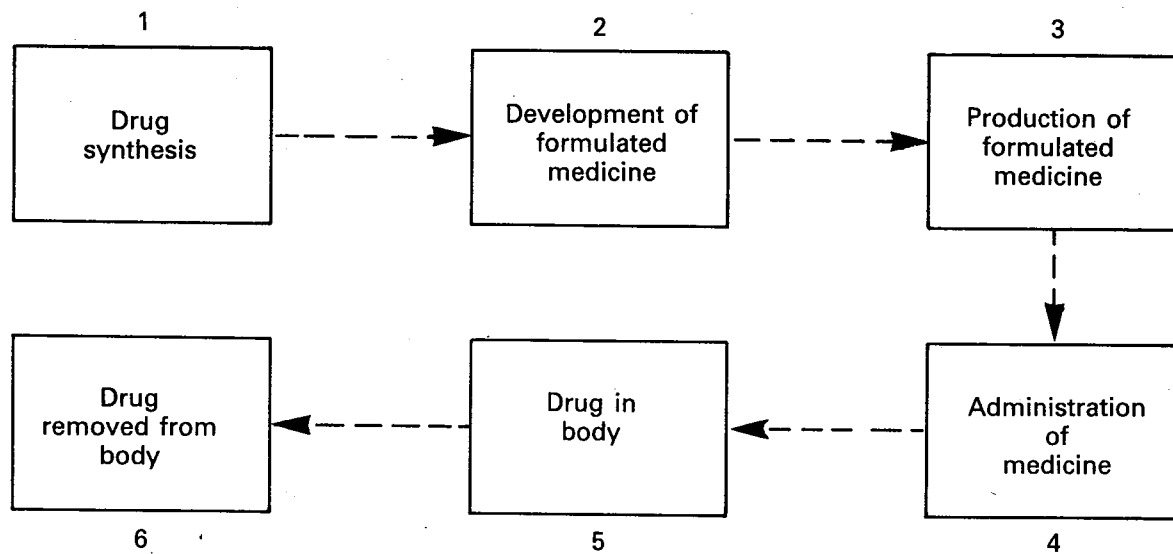 1
Drug
synthesis
2
Development of
formulated
medicine
3
Production of
formulated
medicine
4
Administration
of
medicine
5
Drug in
body
6
Drug
removed from
body